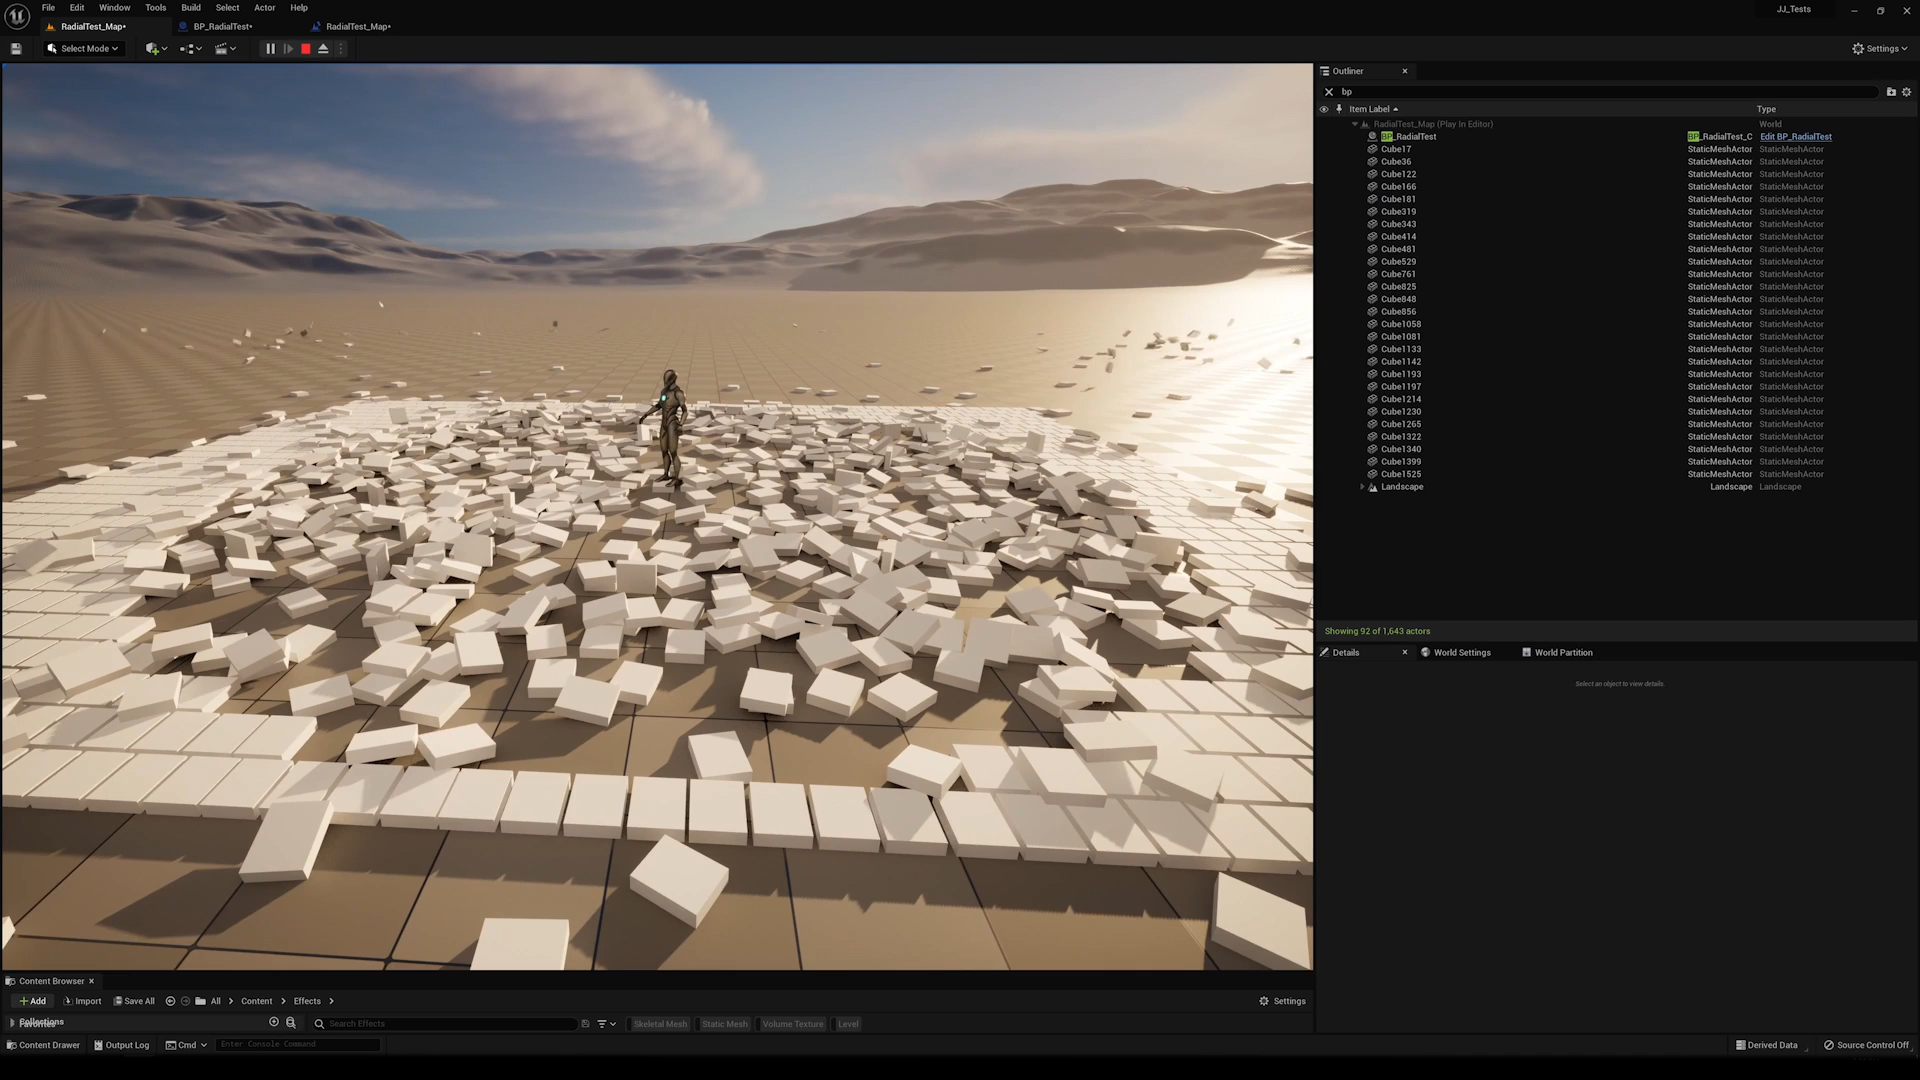 File Edit Window Tools Build Select Actor Help
JJ_Tests
RadialTest_Map• BP_RadialTest• RadialTest_Map•
Select Mode
Settings
Outliner
bp
Item Label Type
RadialTest_Map (Play In Editor) World
BP_RadialTest BP_RadialTest_C Edit BP_RadialTest
Cube17 StaticMeshActor StaticMeshActor
Cube36 StaticMeshActor StaticMeshActor
Cube122 StaticMeshActor StaticMeshActor
Cube166 StaticMeshActor StaticMeshActor
Cube181 StaticMeshActor StaticMeshActor
Cube319 StaticMeshActor StaticMeshActor
Cube343 StaticMeshActor StaticMeshActor
Cube414 StaticMeshActor StaticMeshActor
Cube481 StaticMeshActor StaticMeshActor
Cube529 StaticMeshActor StaticMeshActor
Cube761 StaticMeshActor StaticMeshActor
Cube825 StaticMeshActor StaticMeshActor
Cube848 StaticMeshActor StaticMeshActor
Cube856 StaticMeshActor StaticMeshActor
Cube1058 StaticMeshActor StaticMeshActor
Cube1081 StaticMeshActor StaticMeshActor
Cube1133 StaticMeshActor StaticMeshActor
Cube1142 StaticMeshActor StaticMeshActor
Cube1193 StaticMeshActor StaticMeshActor
Cube1197 StaticMeshActor StaticMeshActor
Cube1214 StaticMeshActor StaticMeshActor
Cube1230 StaticMeshActor StaticMeshActor
Cube1265 StaticMeshActor StaticMeshActor
Cube1322 StaticMeshActor StaticMeshActor
Cube1340 StaticMeshActor StaticMeshActor
Cube1399 StaticMeshActor StaticMeshActor
Cube1525 StaticMeshActor StaticMeshActor
Landscape Landscape Landscape
Showing 92 of 1,643 actors
Details World Settings World Partition
Select an object to view details
Content Browser
Add Import Save All All Content Effects Settings
Collections
Favorites
Search Effects Skeletal Mesh Static Mesh Volume Texture Level
Content Drawer Output Log Cmd Enter Console Command Derived Data Source Control Off